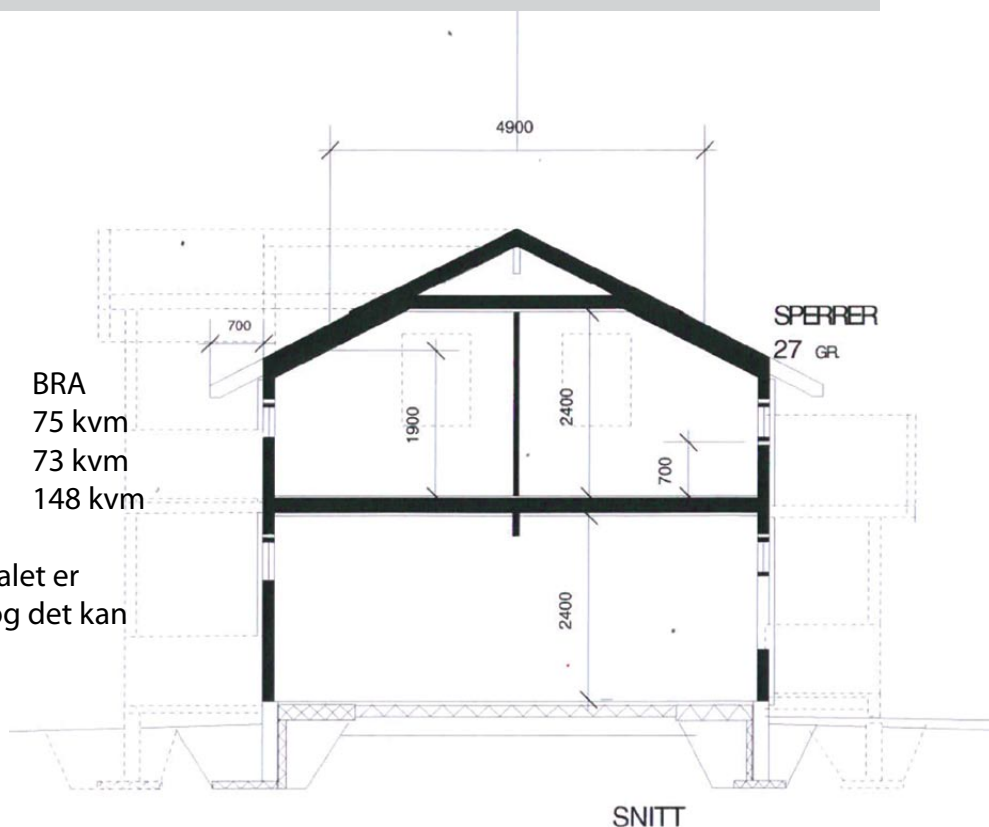 4900
SPERRER
27 GR.
700
BRA
75 kvm
73 kvm
148 kvm
1900
2400
700
alet er
og det kan
2400
SNITT